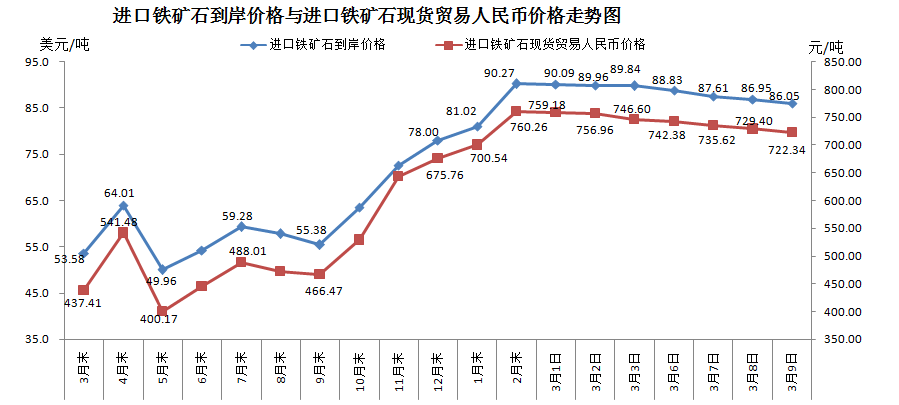 进口铁矿石到岸价格与进口铁矿石现货贸易人民币价格走势图
美元/吨
进口铁矿石到岸价格
进口铁矿石现货贸易人民币价格
元/吨
95.0
85.0
75.0
65.0
55.0
45.0
35.0
850.00
800.00
750.00
700.00
650.00
600.00
550.00
500.00
450.00
400.00
350.00
53.58
64.01
49.96
59.28
55.38
78.00
81.02
90.27
90.09
89.96
89.84
88.83
87.61
86.95
86.05
437.41
541.48
400.17
488.01
466.47
675.76
700.54
760.26
759.18
756.96
746.60
742.38
735.62
729.40
722.34
3月末
4月末
5月末
6月末
7月末
8月末
9月末
10月末
11月末
12月末
1月末
2月末
3月1日
3月2日
3月3日
3月6日
3月7日
3月8日
3月9日